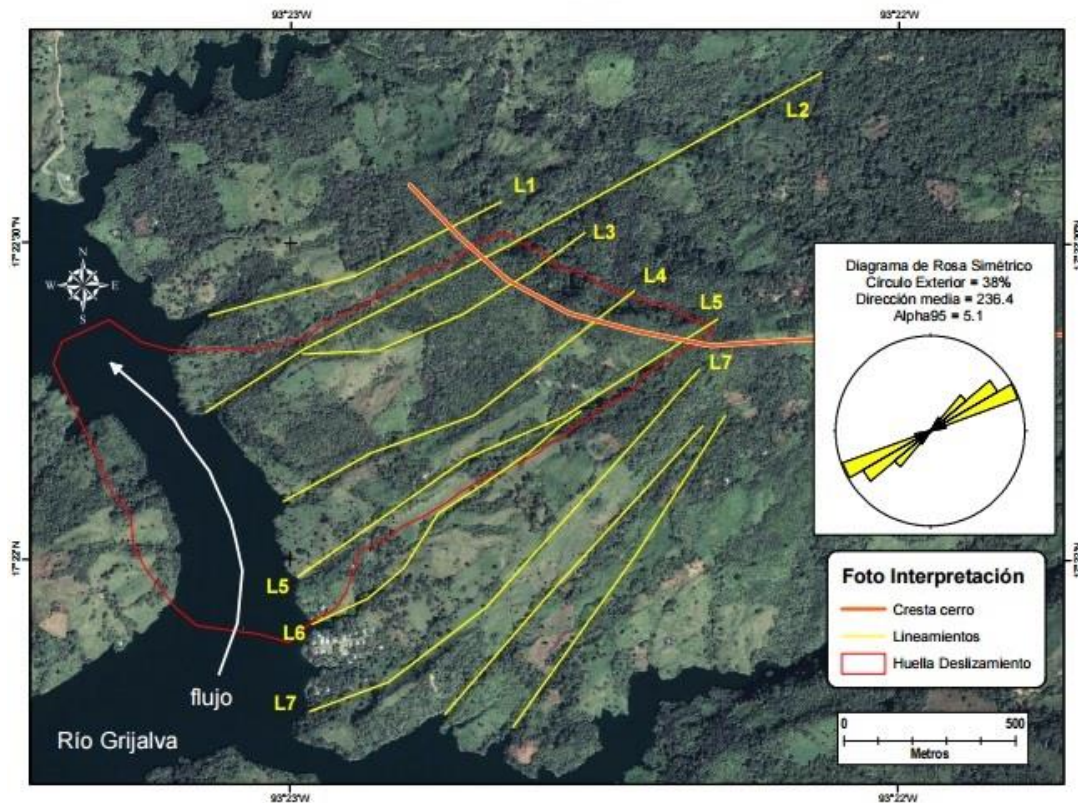 93°23'W
93°22'W
L2
L1
17°22'30"N
L3
N
W
E
S
L4
L5
L7
Diagrama de Rosa Simétrico
Círculo Exterior = 38%
Dirección media = 236.4
Alpha95 = 5.1
17°22'N
L5
L6
L7
flujo
Río Grijalva
Foto Interpretación
Cresta cerro
Lineamientos
Huella Deslizamiento
0
500
Metros
93°23'W
93°22'W